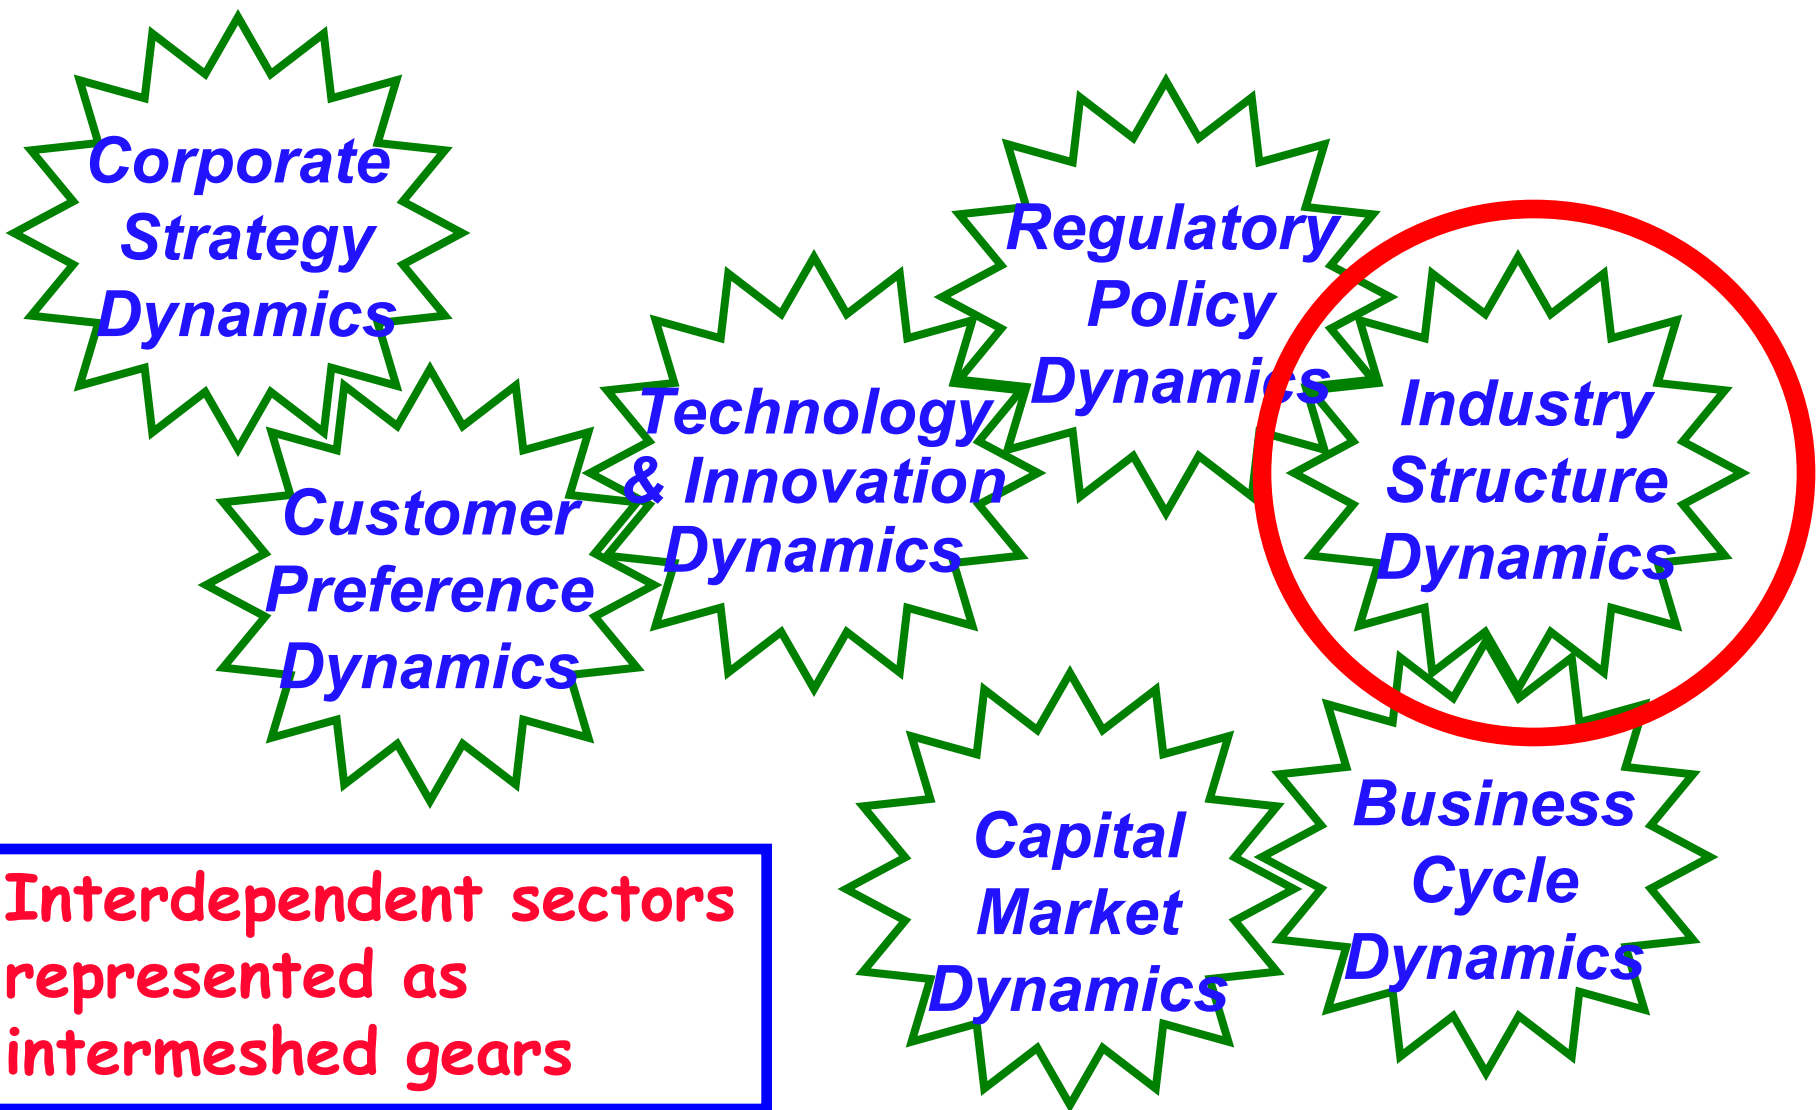 Corporate
Strategy
Dynamics
Customer
Preference
Dynamics
Technology
& Innovation
Dynamics
Regulatory
Policy
Dynamics
Industry
Structure
Dynamics
Capital
Market
Dynamics
Business
Cycle
Dynamics
Interdependent sectors
represented as
intermeshed gears